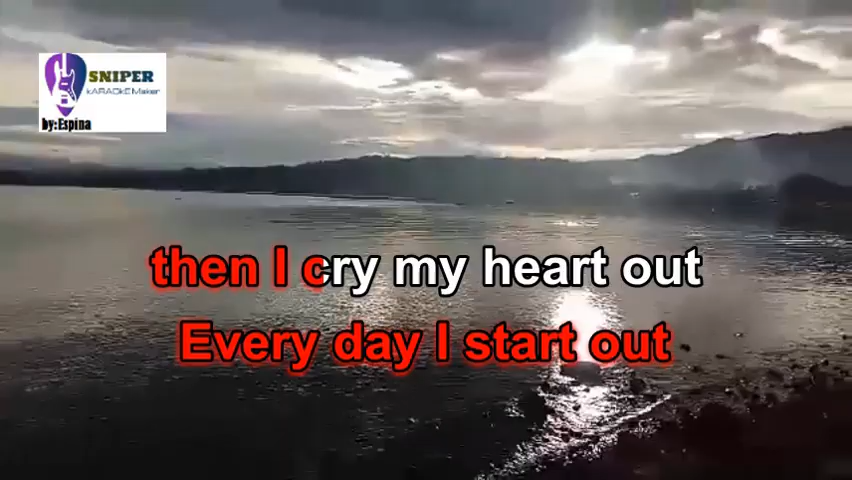 SNIPER
kARAOkE Maker
by:Espina
then I cry my heart out
Every day I start out